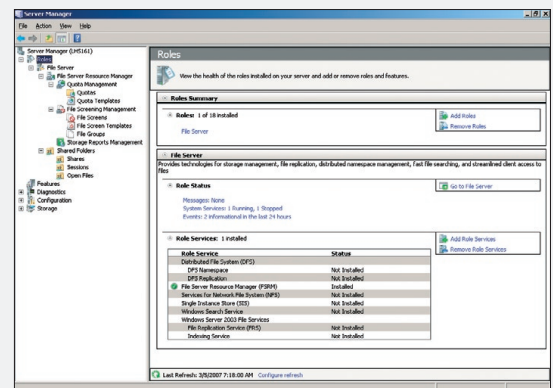 Server Manager
File Action View Help
Server Manager (LH5161)
Roles
File Server
File Server Resource Manager
Quota Management
Quotas
Quota Templates
File Screening Management
File Screens
File Screen Templates
File Groups
Storage Reports Management
Shared Folders
Shares
Sessions
Open Files
Features
Diagnostics
Configuration
Storage
Roles
View the health of the roles installed on your server and add or remove roles and features.
Roles Summary
Roles: 1 of 18 installed
Add Roles
Remove Roles
File Server
File Server
Provides technologies for storage management, file replication, distributed namespace management, fast file searching, and streamlined client access to
files
Role Status
Go to File Server
Messages: None
System Services: 1 Running, 1 Stopped
Events: 2 informational in the last 24 hours
Role Services: 1 installed
Add Role Services
Remove Role Services
Role Service Status
Distributed File System (DFS)
DFS Namespace Not Installed
DFS Replication Not Installed
File Server Resource Manager (FSRM) Installed
Services for Network File System (NFS) Not Installed
Single Instance Store (SIS) Not Installed
Windows Search Service Not Installed
Windows Server 2003 File Services
File Replication Service (FRS) Not Installed
Indexing Service Not Installed
Last Refresh: 3/5/2007 7:18:00 AM Configure refresh